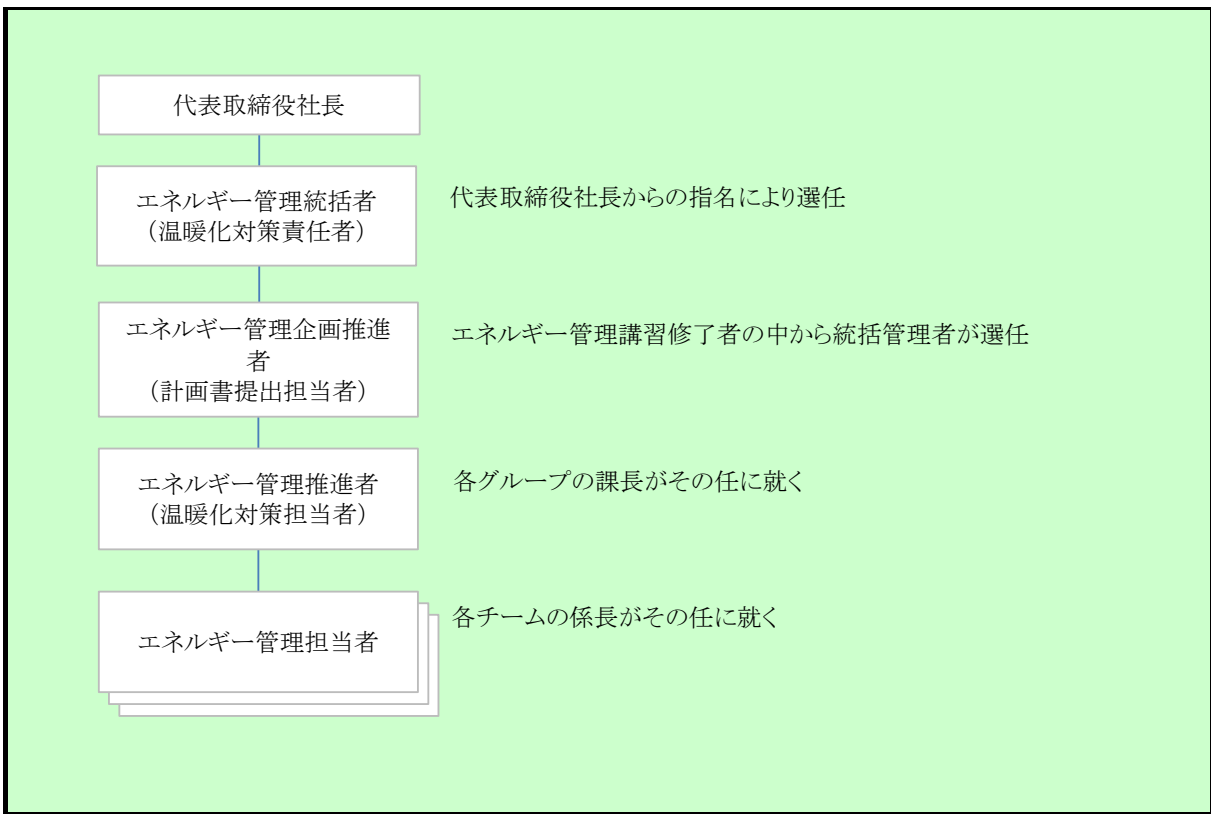 代表取締役社長
エネルギー管理統括者
（温暖化対策責任者）
代表取締役社長からの指名により選任
エネルギー管理企画推進
者
（計画書提出担当者）
エネルギー管理講習修了者の中から統括管理者が選任
エネルギー管理推進者
（温暖化対策担当者）
各グループの課長がその任に就く
エネルギー管理担当者
各チームの係長がその任に就く